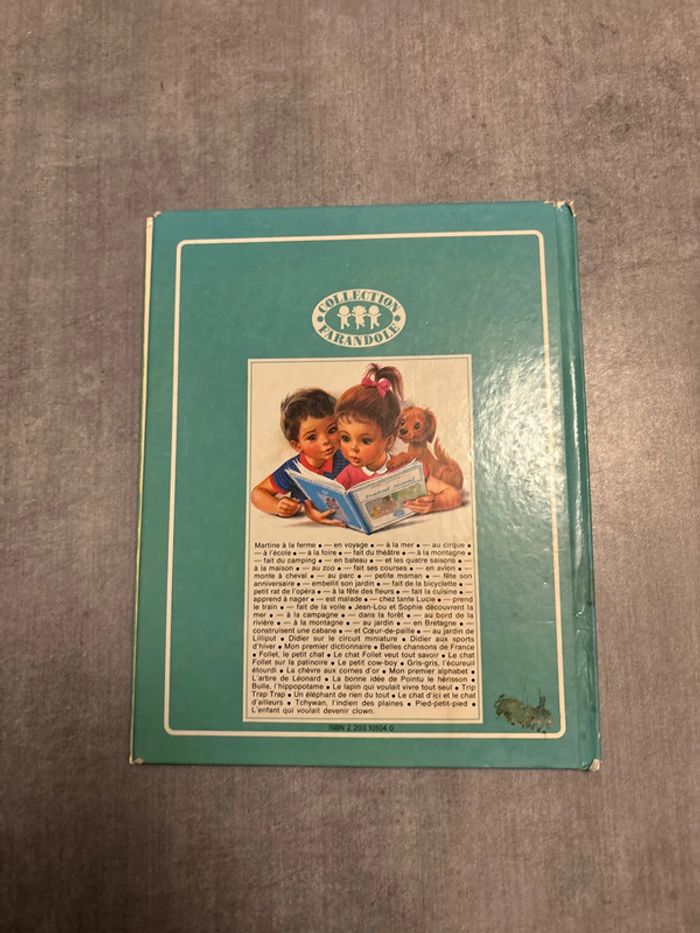 COLLECTION
FARANDOLE
Martine à la ferme • — en voyage • — à la mer • — au cirque •
— à l'école • — à la foire • — fait du théâtre • — à la montagne •
— fait du camping • — en bateau • — et les quatre saisons •
— à la maison • — au zoo • — fait ses courses • — en avion •—
monte à cheval • — au parc • — petite maman • — fête son
anniversaire • — embellit son jardin • — fait de la bicyclette • —
petit rat de l'opéra • — à la fête des fleurs • — fait la cuisine • —
apprend à nager • — est malade • — chez tante Lucie • — prend
le train • — fait de la voile • Jean-Lou et Sophie découvrent la
mer • — à la campagne • — dans la forêt • — au bord de la
rivière • — à la montagne • — au jardin • — en Bretagne • —
construisent une cabane • — et Cœur-de-paille • — au jardin de
Lilliput • Didier sur le circuit miniature • Didier aux sports
d'hiver • Mon premier dictionnaire • Belles chansons de France
• Follet, le petit chat • Le chat Follet veut tout savoir • Le chat
Follet sur la patinoire • Le petit cow-boy • Gris-gris, l'écureuil
étourdi • La chèvre aux cornes d'or • Mon premier alphabet •
L'arbre de Léonard • La bonne idée de Pointu le hérisson •
Bulle, l'hippopotame • Le lapin qui voulait vivre tout seul • Trip
Trap Trap • Un éléphant de rien du tout • Le chat d'ici et le chat
d'ailleurs • Tchywan, l'indien des plaines • Pied-petit-pied •
L'enfant qui voulait devenir clown.
ISBN 2 203 10104 0